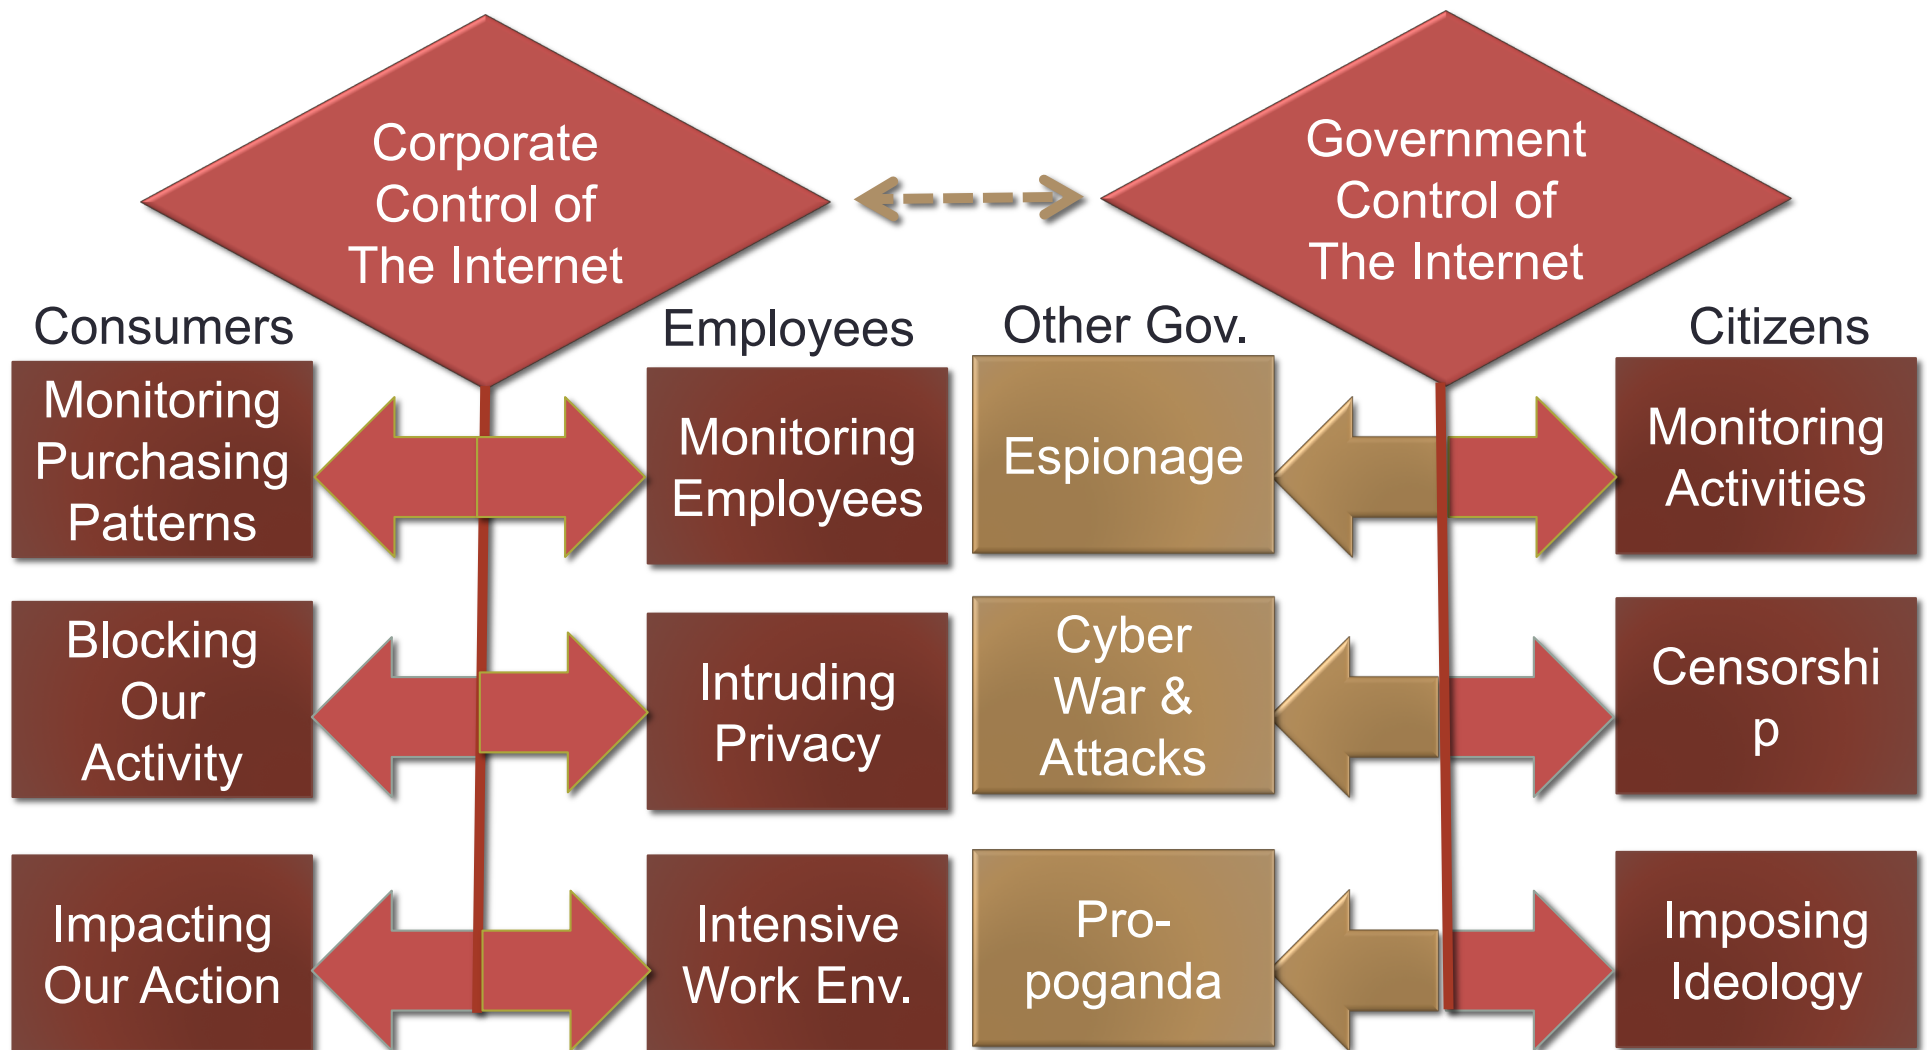 Corporate
Control of
The Internet
Government
Control of
The Internet
Consumers
Employees
Other Gov.
Citizens
Monitoring
Purchasing
Patterns
Monitoring
Employees
Espionage
Monitoring
Activities
Blocking
Our
Activity
Intruding
Privacy
Cyber
War &
Attacks
Censorshi
p
Impacting
Our Action
Intensive
Work Env.
Pro-
poganda
Imposing
Ideology